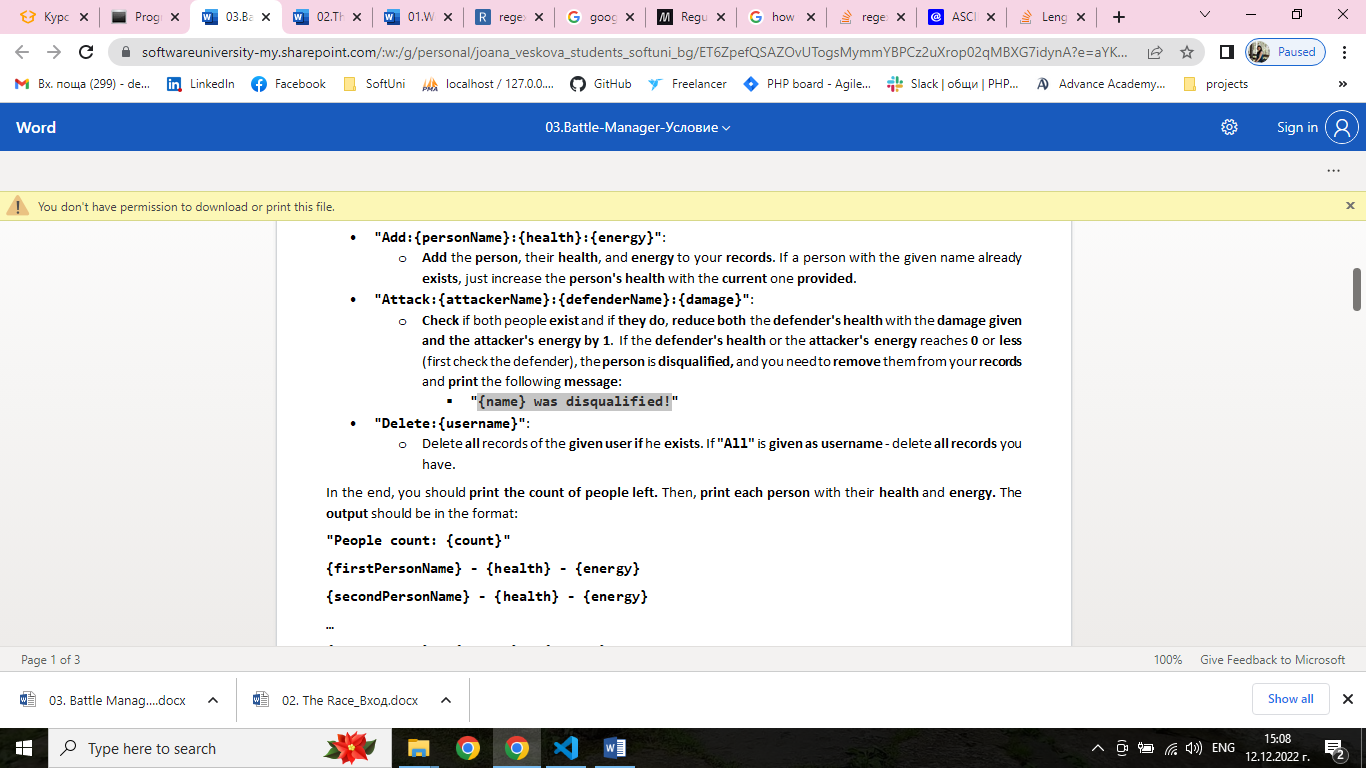 Курс
Progr
03.Ba
02.Th
01.W
regex
goog
Regu
how
regex
ASCI
Leng
softwareuniversity-my.sharepoint.com/:w:/g/personal/joana_veskova_students_softuni_bg/ET6ZpefQSAZOvUTogsMymmYBPCz2uXrop02qMBXG7idynA?e=aYK...
Paused
Вх. поща (299) - de...
LinkedIn
Facebook
SoftUni
localhost / 127.0.0....
GitHub
Freelancer
PHP board - Agile...
Slack | общи | PHP...
Advance Academy...
projects
»
Word
03.Battle-Manager-Условие
Sign in
...
You don't have permission to download or print this file.
• "Add:{personName}:{health}:{energy}":
o Add the person, their health, and energy to your records. If a person with the given name already
exists, just increase the person's health with the current one provided.
• "Attack:{attackerName}:{defenderName}:{damage}":
o Check if both people exist and if they do, reduce both the defender's health with the damage given
and the attacker's energy by 1. If the defender's health or the attacker's energy reaches 0 or less
(first check the defender), the person is disqualified, and you need to remove them from your records
and print the following message:
▪ "{name} was disqualified!"
• "Delete:{username}":
o Delete all records of the given user if he exists. If "All" is given as username - delete all records you
have.
In the end, you should print the count of people left. Then, print each person with their health and energy. The
output should be in the format:
"People count: {count}"
{firstPersonName} - {health} - {energy}
{secondPersonName} - {health} - {energy}
…
Page 1 of 3
100%
Give Feedback to Microsoft
03. Battle Manag....docx
02. The Race_Вход.docx
Show all
Type here to search
ENG
15:08
12.12.2022 г.
2